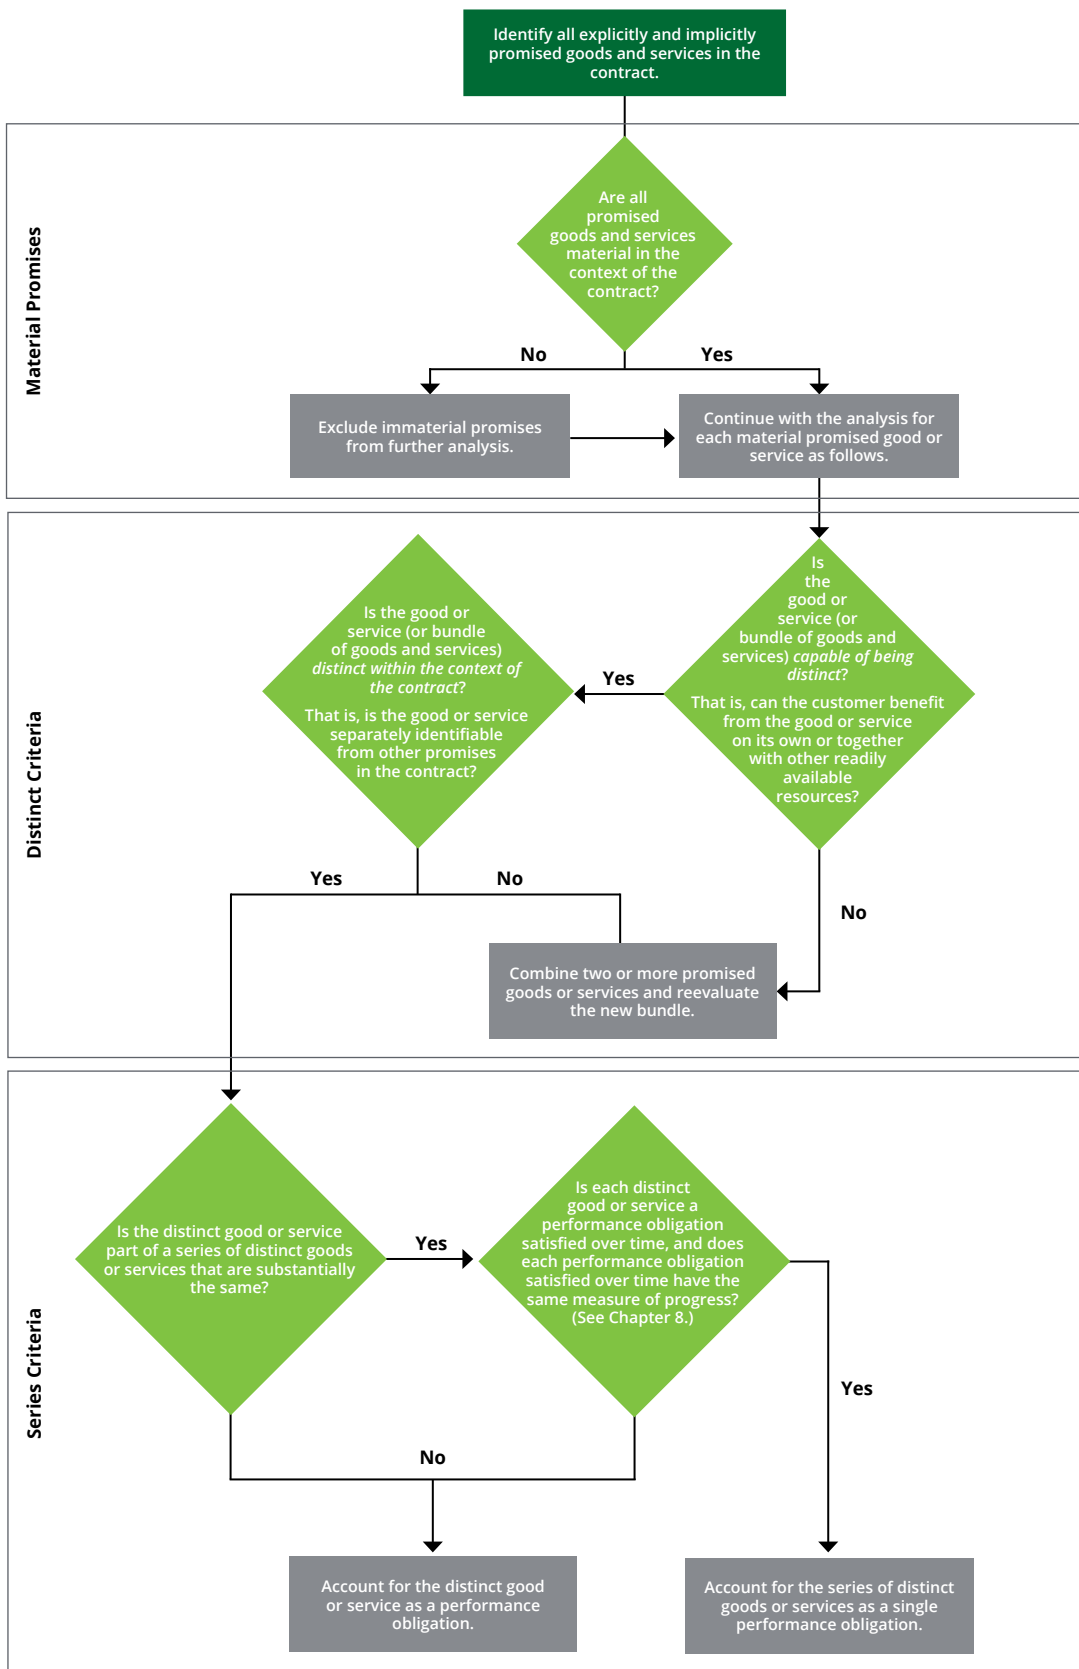 Identify all explicitly and implicitly
promised goods and services in the
contract.
Material Promises
Are all
promised
goods and services
material in the
context of the
contract?
No
Yes
Exclude immaterial promises
from further analysis.
Continue with the analysis for
each material promised good or
service as follows.
Distinct Criteria
Is
the
good or
service (or
bundle of goods and
services) capable of being
distinct?
That is, can the customer benefit
from the good or service
on its own or together
with other readily
available
resources?
Yes
Is the good or
service (or bundle
of goods and services)
distinct within the context of
the contract?
That is, is the good or service
separately identifiable
from other promises
in the contract?
Yes
No
No
Combine two or more promised
goods or services and reevaluate
the new bundle.
Series Criteria
Is the distinct good or service
part of a series of distinct goods
or services that are substantially
the same?
Yes
Is each distinct
good or service a
performance obligation
satisfied over time, and does
each performance obligation
satisfied over time have the
same measure of progress?
(See Chapter 8.)
Yes
No
Account for the distinct good
or service as a performance
obligation.
Account for the series of distinct
goods or services as a single
performance obligation.